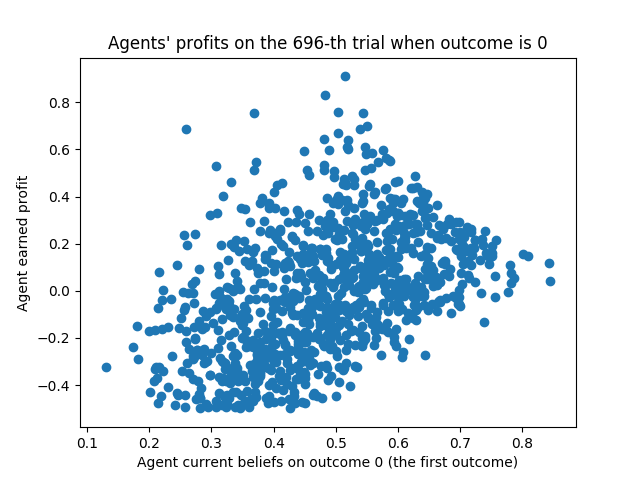 Agents' profits on the 696-th trial when outcome is 0
Agent earned profit
0.8
0.6
0.4
0.2
0.0
−0.2
−0.4
0.1 0.2 0.3 0.4 0.5 0.6 0.7 0.8
Agent current beliefs on outcome 0 (the first outcome)